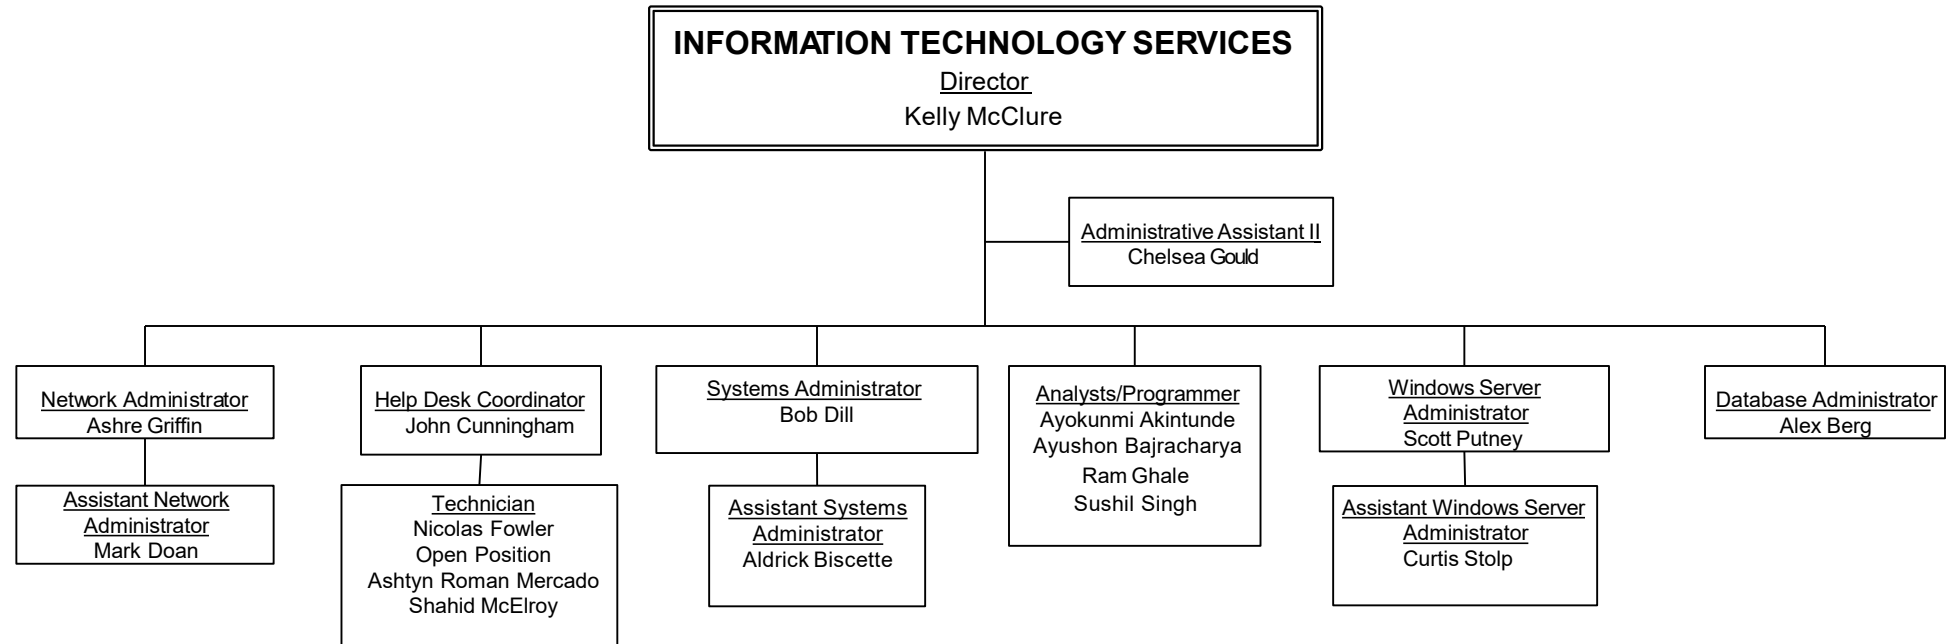 INFORMATION TECHNOLOGY SERVICES
Director
Kelly McClure
Administrative Assistant II
Chelsea Gould
Network Administrator
Ashre Griffin
Assistant Network
Administrator
Mark Doan
Help Desk Coordinator
John Cunningham
Technician
Nicolas Fowler
Open Position
Ashtyn Roman Mercado
Shahid McElroy
Systems Administrator
Bob Dill
Assistant Systems
Administrator
Aldrick Biscette
Analysts/Programmer
Ayokunmi Akintunde
Ayushon Bajracharya
Ram Ghale
Sushil Singh
Windows Server
Administrator
Scott Putney
Assistant Windows Server
Administrator
Curtis Stolp
Database Administrator
Alex Berg